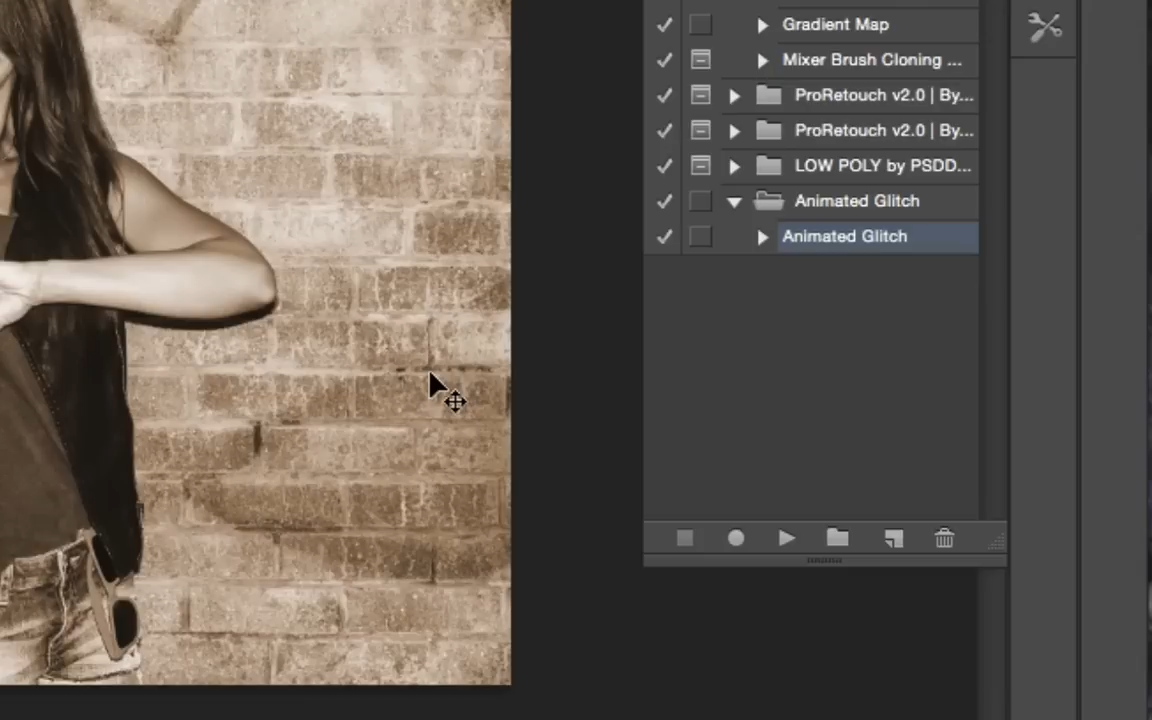 Gradient Map
Mixer Brush Cloning ...
ProRetouch v2.0 | By...
ProRetouch v2.0 | By...
LOW POLY by PSDD...
Animated Glitch
Animated Glitch